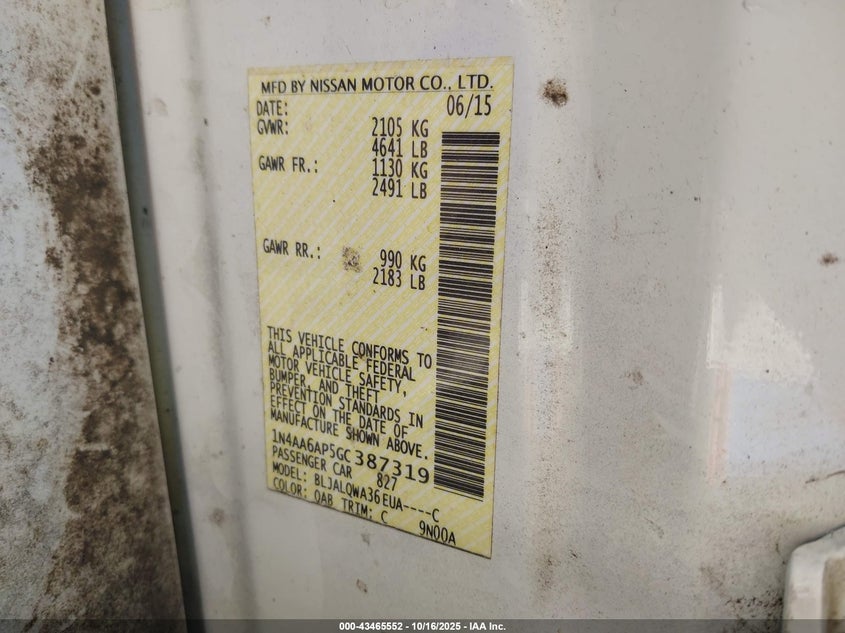 MFD BY NISSAN MOTOR CO., LTD.
DATE: 06/15
GVWR: 2105 KG
4641 LB
GAWR FR.: 1130 KG
2491 LB
GAWR RR.: 990 KG
2183 LB
THIS VEHICLE CONFORMS TO
ALL APPLICABLE FEDERAL
MOTOR VEHICLE SAFETY,
BUMPER, AND THEFT
PREVENTION STANDARDS IN
EFFECT ON THE DATE OF
MANUFACTURE SHOWN ABOVE.
1N4AA6AP5GC387319
PASSENGER CAR 827
MODEL: BLJALQWA36EUA----C
COLOR: QAB TRIM: C 9N00A
000-43465552 - 10/16/2025 - IAA Inc.